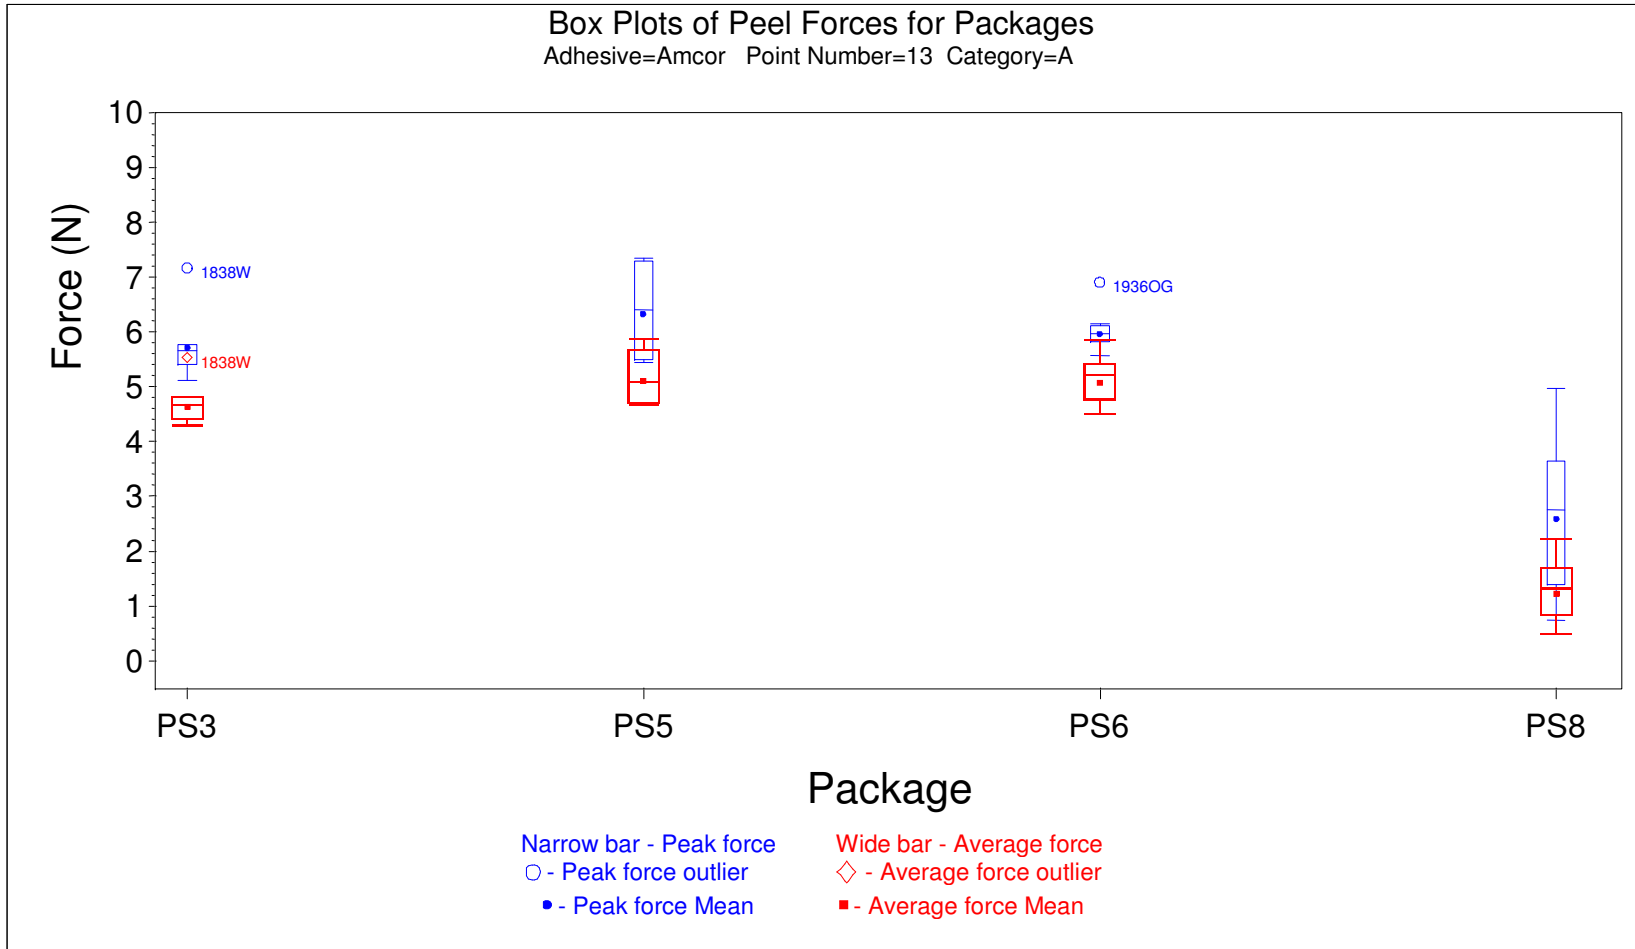 Box Plots of Peel Forces for Packages
Adhesive=Amcor Point Number=13 Category=A
Force (N)
10
9
8
7
6
5
4
3
2
1
0
1838W
1838W
1936OG
PS3 PS5 PS6 PS8
Package
Narrow bar - Peak force Wide bar - Average force
- Peak force outlier - Average force outlier
- Peak force Mean - Average force Mean